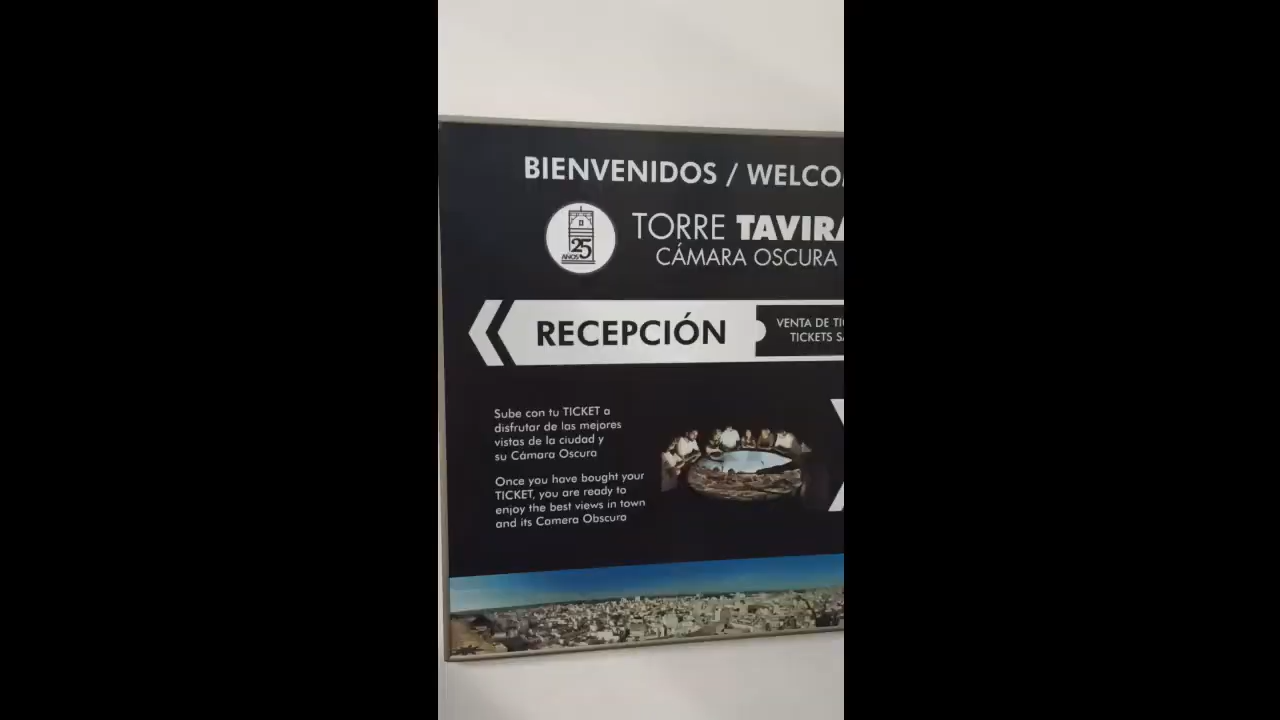 BIENVENIDOS / WELCO
25
AÑOS
TORRE TAVIRA
CÁMARA OSCURA
RECEPCIÓN
VENTA DE TI
TICKETS SA
Sube con tu TICKET a
disfrutar de las mejores
vistas de la ciudad y
su Cámara Oscura
Once you have bought your
TICKET, you are ready to
enjoy the best views in town
and its Camera Obscura